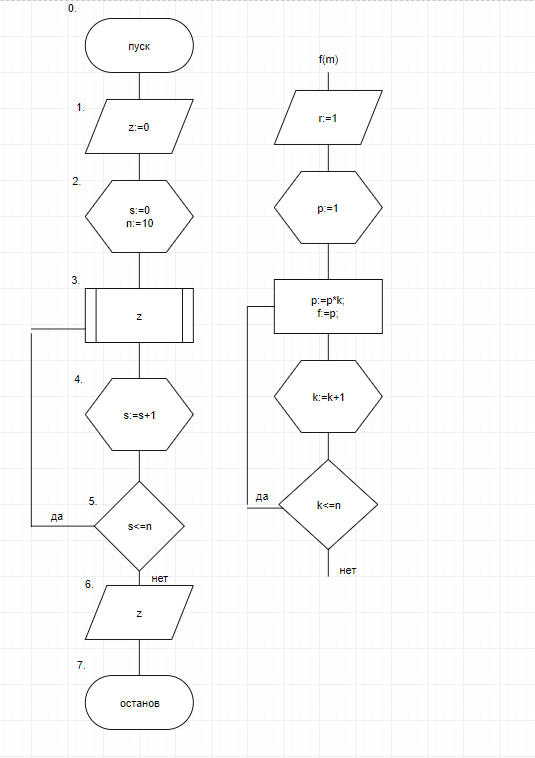 0.
пуск
1.
z:=0
2.
s:=0
n:=10
3.
z
4.
s:=s+1
5.
s<=n
да
нет
6.
z
7.
останов
f(m)
r:=1
p:=1
p:=p*k;
f:=p;
k:=k+1
k<=n
да
нет